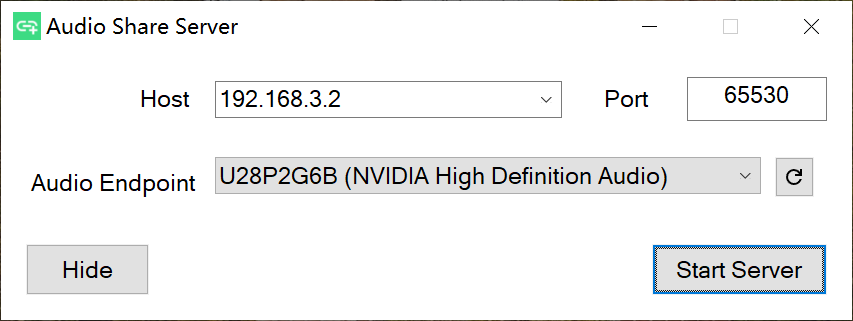 Audio Share Server
Host 192.168.3.2 Port 65530
Audio Endpoint U28P2G6B (NVIDIA High Definition Audio)
Hide Start Server